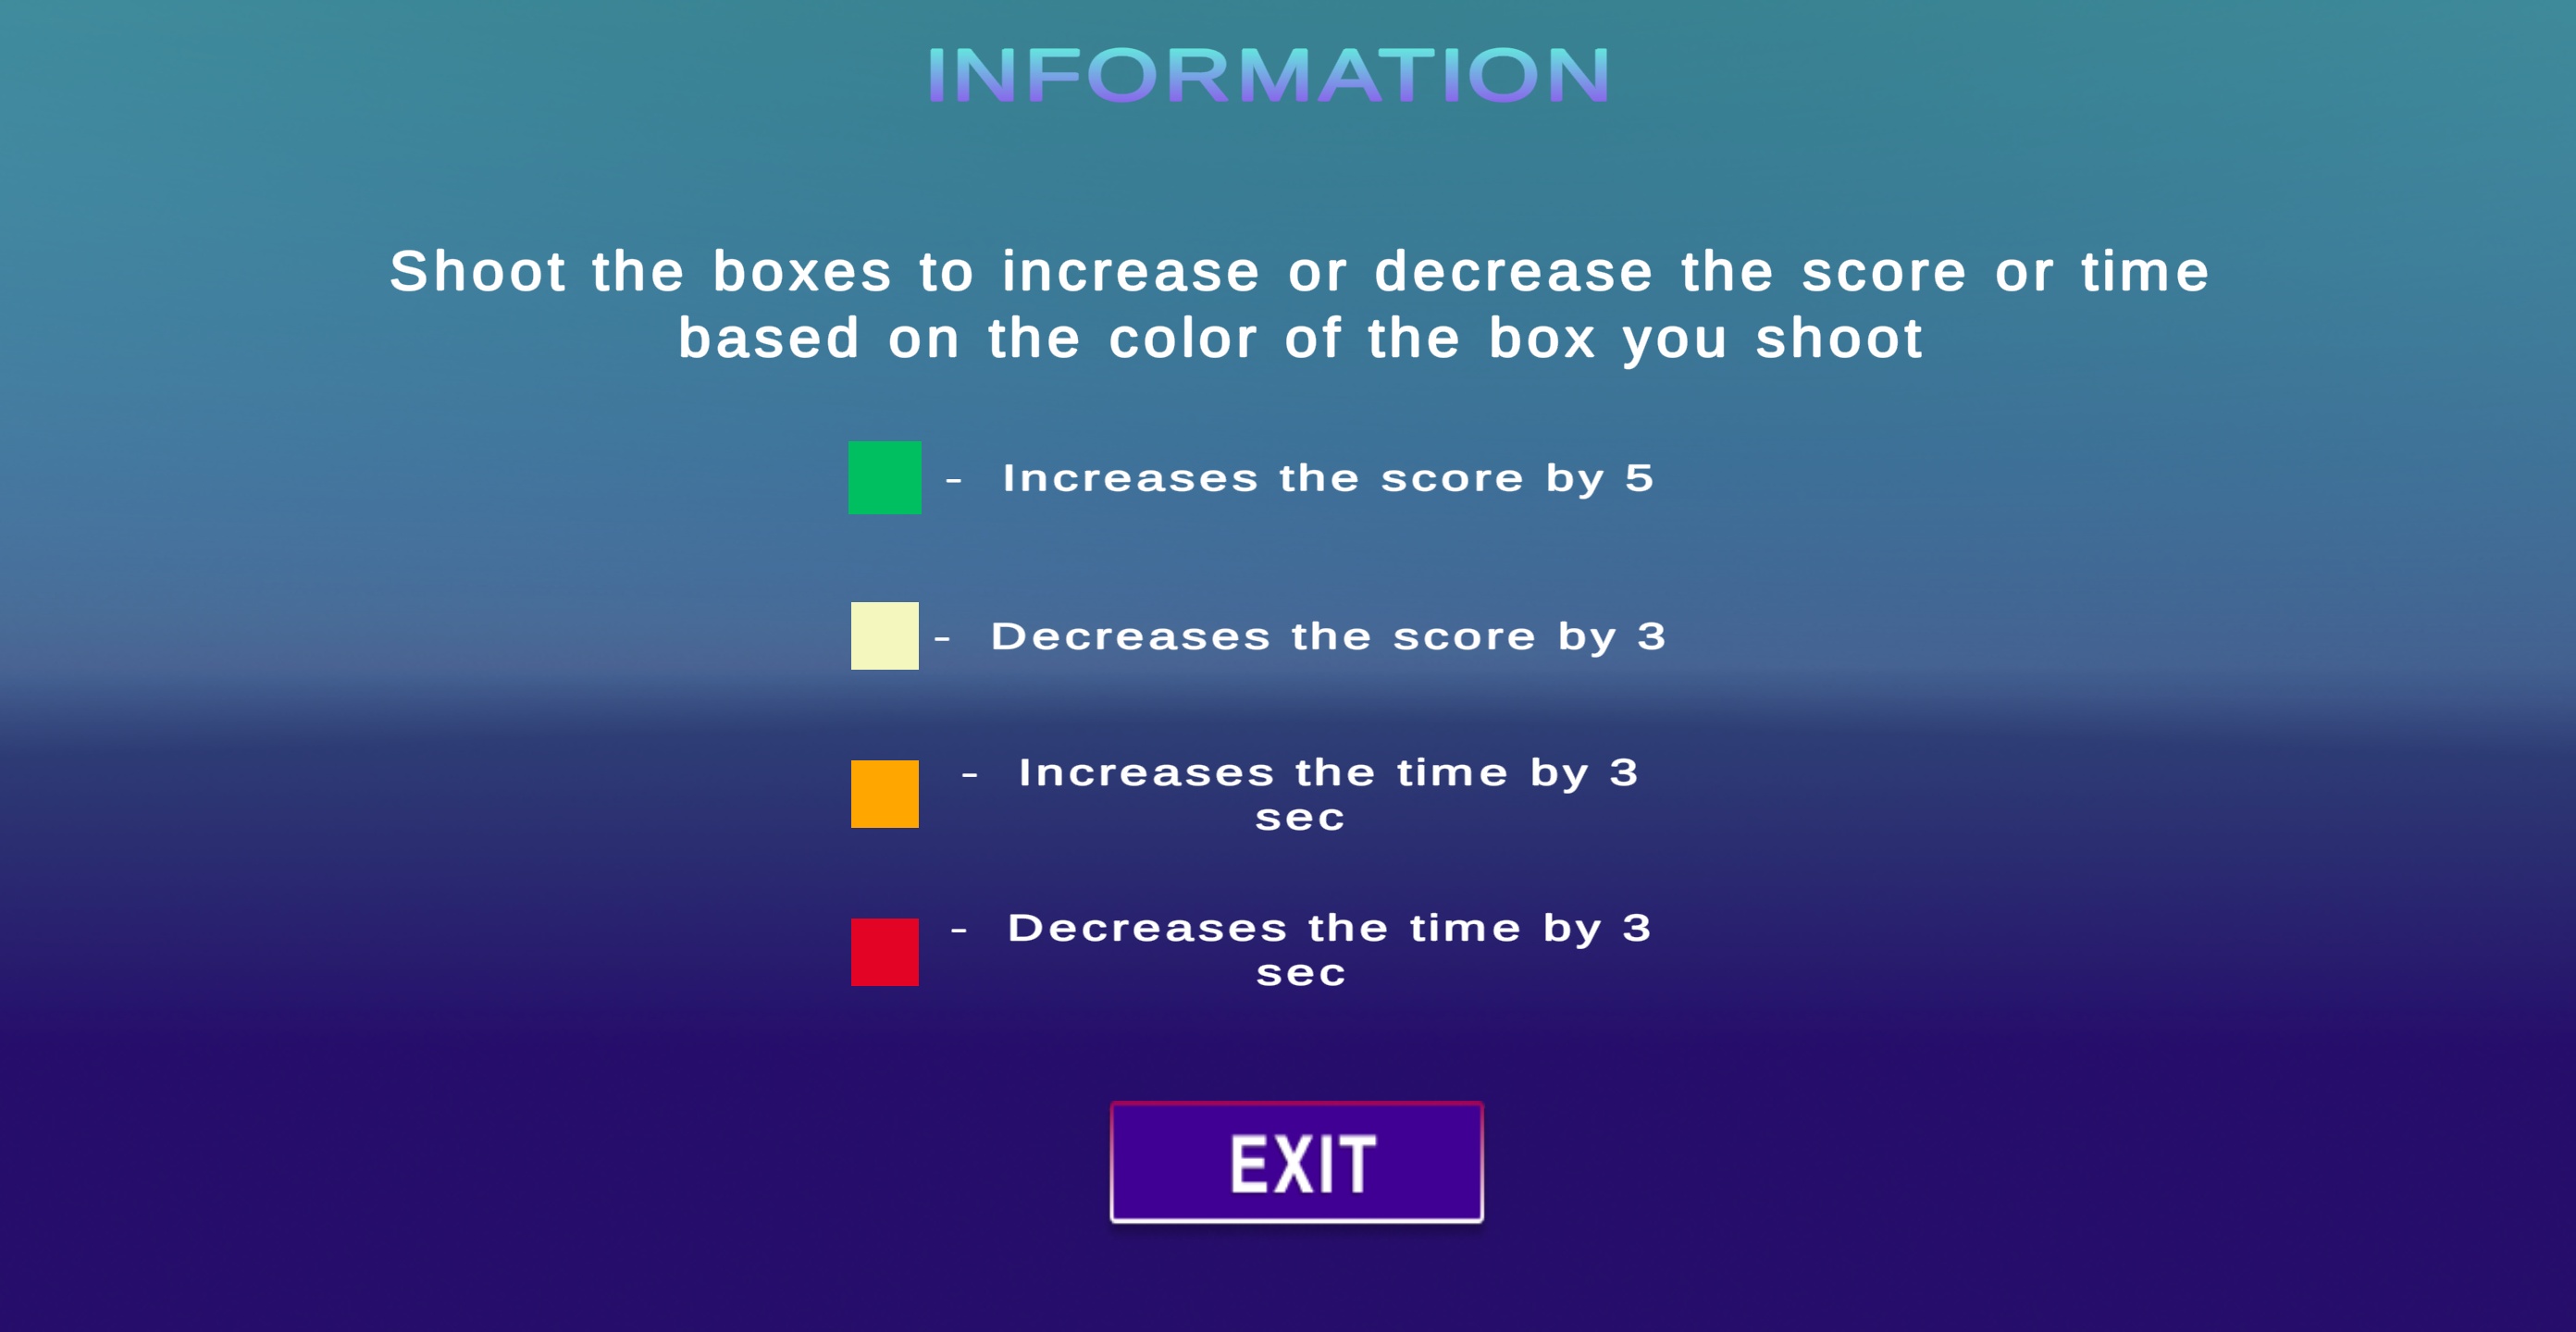 INFORMATION
Shoot the boxes to increase or decrease the score or time
based on the color of the box you shoot
- Increases the score by 5
- Decreases the score by 3
- Increases the time by 3
sec
- Decreases the time by 3
sec
EXIT